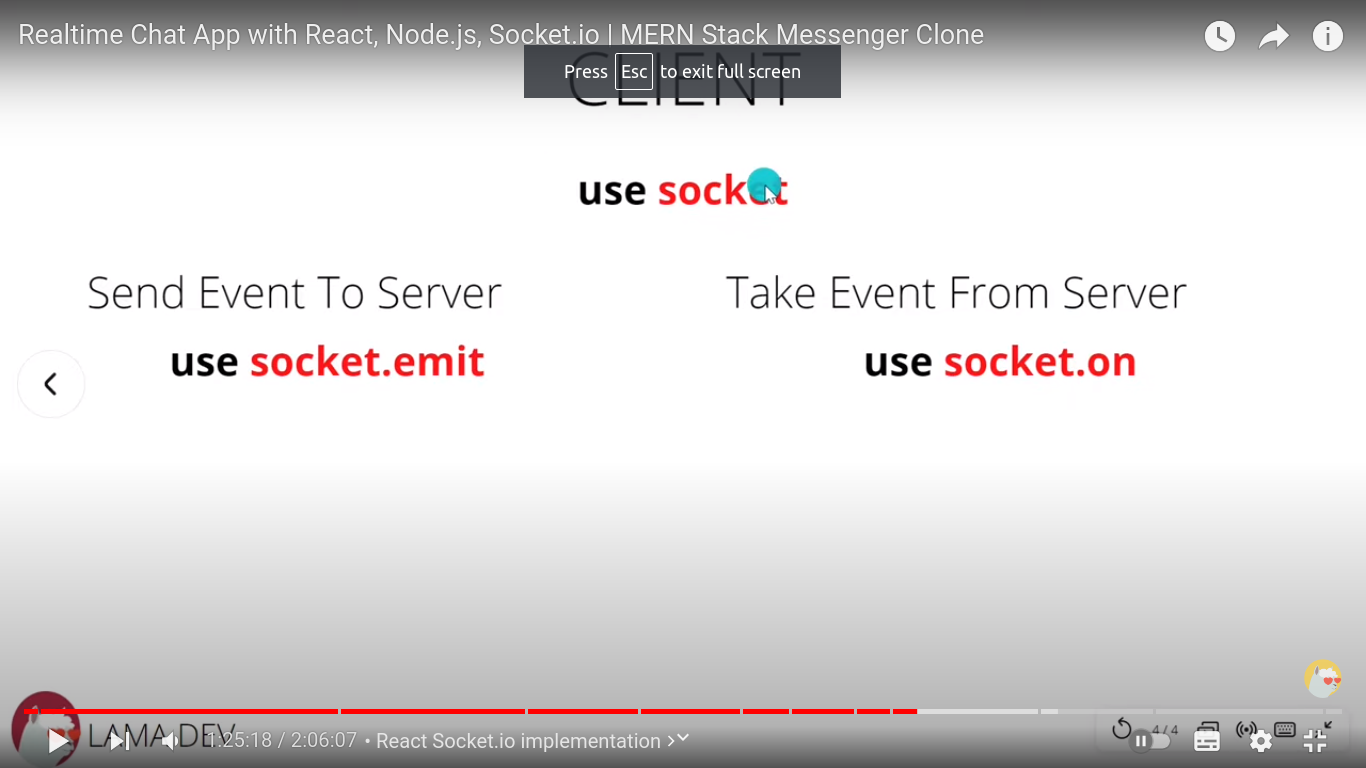 Realtime Chat App with React, Node.js, Socket.io | MERN Stack Messenger Clone
Press Esc to exit full screen
CLIENT
use socket
Send Event To Server
Take Event From Server
use socket.emit
use socket.on
LAMA DEV
1:25:18 / 2:06:07 • React Socket.io implementation
4/4